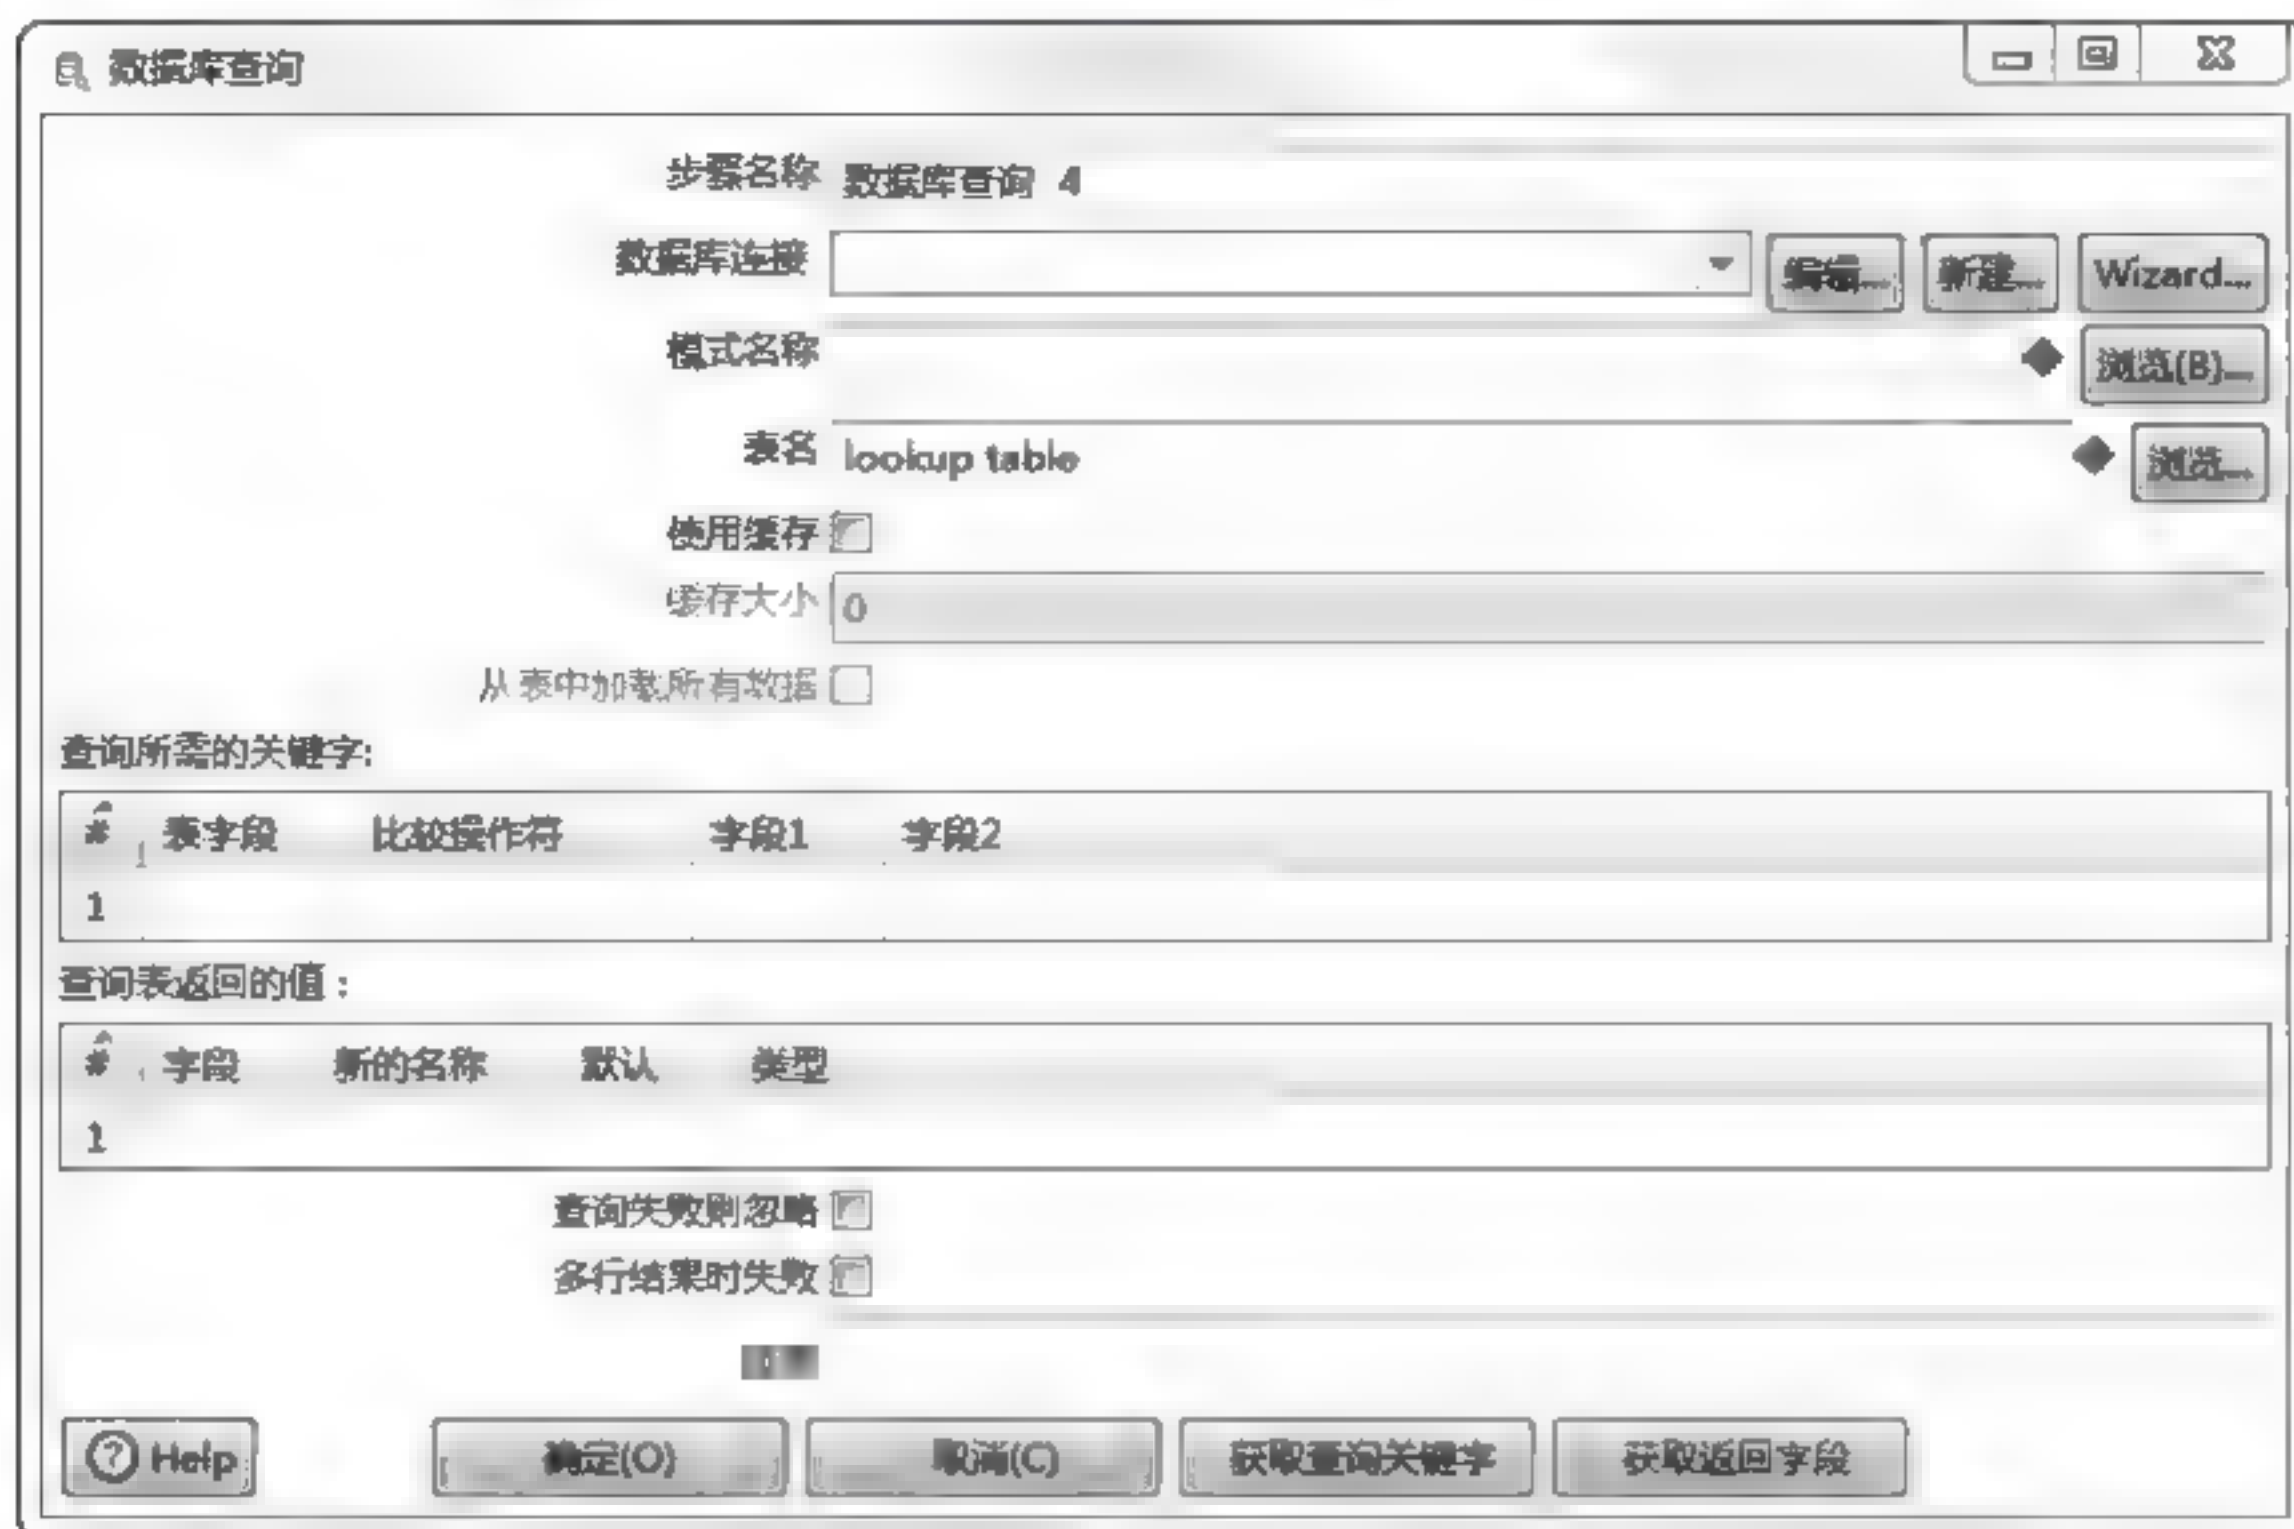 数据库查询
步骤名称 数据库查询 4
数据库连接 编辑... 新建... Wizard...
模式名称 浏览(B)...
表名 lookup table 浏览...
使用缓存
缓存大小 0
从表中加载所有数据
查询所需的关键字:
# 表字段 比较操作符 字段1 字段2
1
查询表返回的值：
# 字段 新的名称 默认 类型
1
查询失败则忽略
多行结果时失败
Help 确定(O) 取消(C) 获取查询关键字 获取返回字段